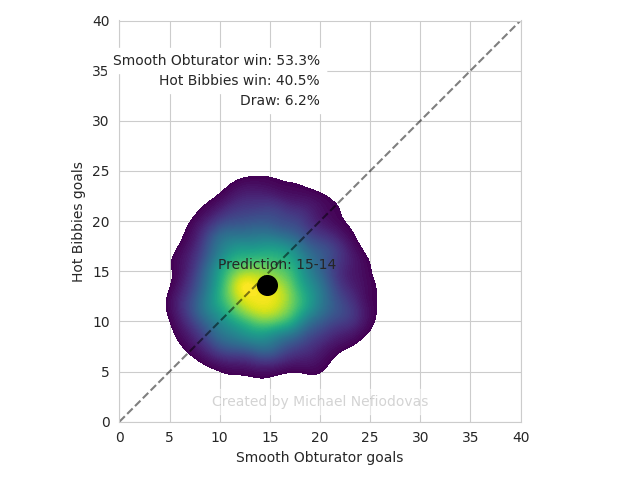 40
35
30
25
20
15
10
5
0
Hot Bibbies goals
Smooth Obturator win: 53.3%
Hot Bibbies win: 40.5%
Draw: 6.2%
Prediction: 15-14
Created by Michael Nefiodovas
0 5 10 15 20 25 30 35 40
Smooth Obturator goals